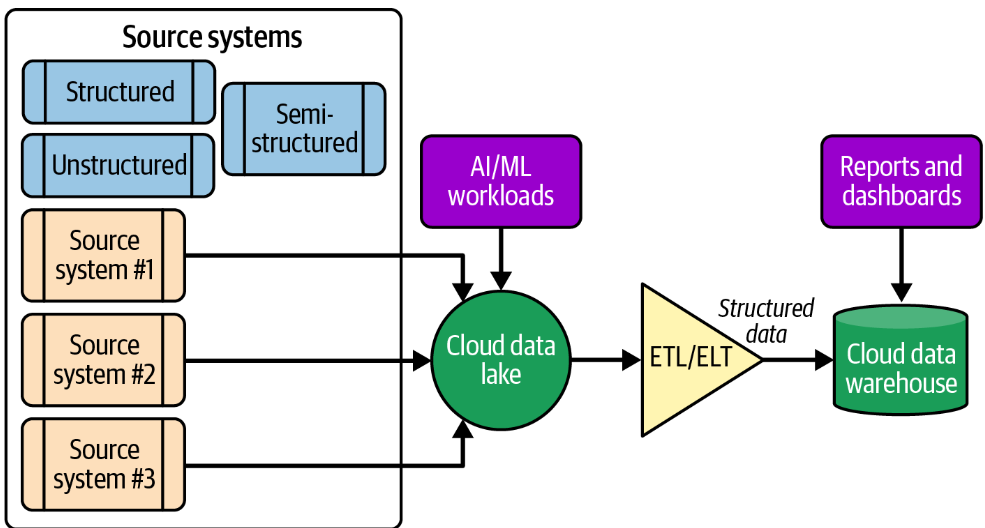 Source systems
Structured
Semi-
structured
Unstructured
Source
system #1
Source
system #2
Source
system #3
AI/ML
workloads
Cloud data
lake
ETL/ELT
Structured
data
Reports and
dashboards
Cloud data
warehouse